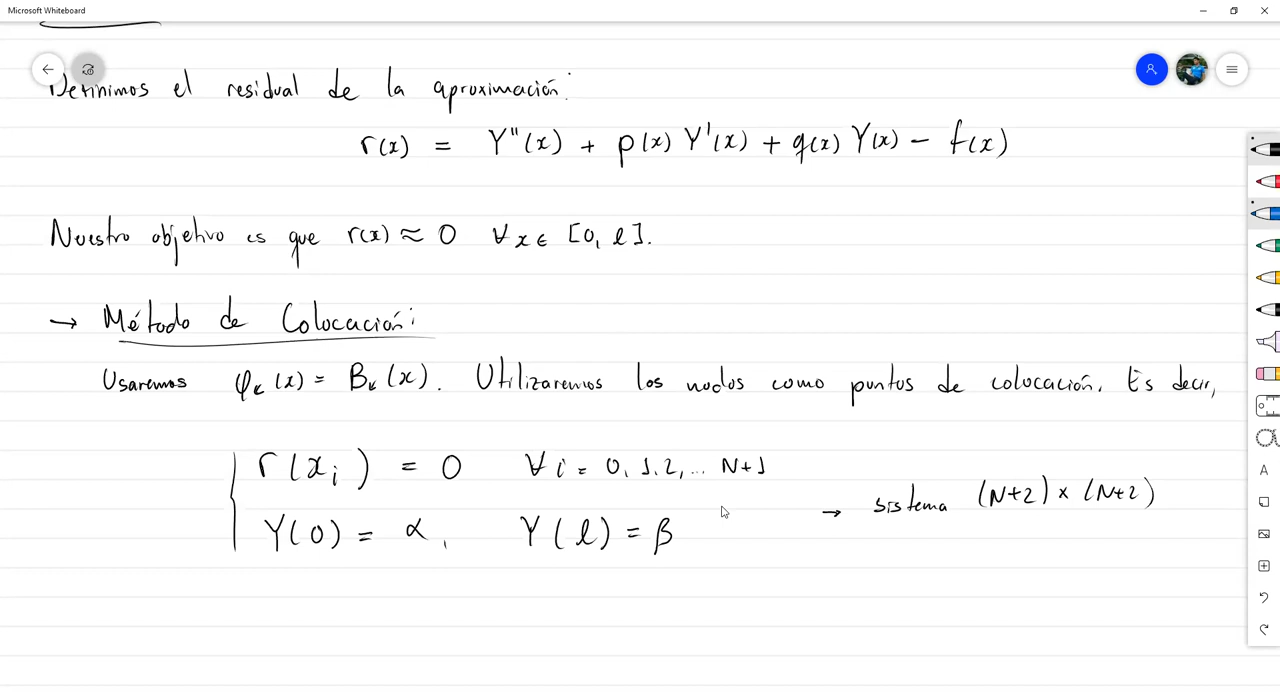 Microsoft Whiteboard
Definimos el residual de la aproximación:
r(x) = Y''(x) + p(x) Y'(x) + q(x) Y(x) - f(x)
Nuestro objetivo es que r(x) ≈ 0 ∀x∈ [0, ℓ].
→ Método de Colocación:
Usaremos φₖ(x) = Bₖ(x). Utilizaremos los nodos como puntos de colocación. Es decir,
r(xᵢ) = 0 ∀i = 0, 1, 2, ... N+1
→ sistema (N+2) × (N+2)
Y(0) = α, Y(ℓ) = β
A